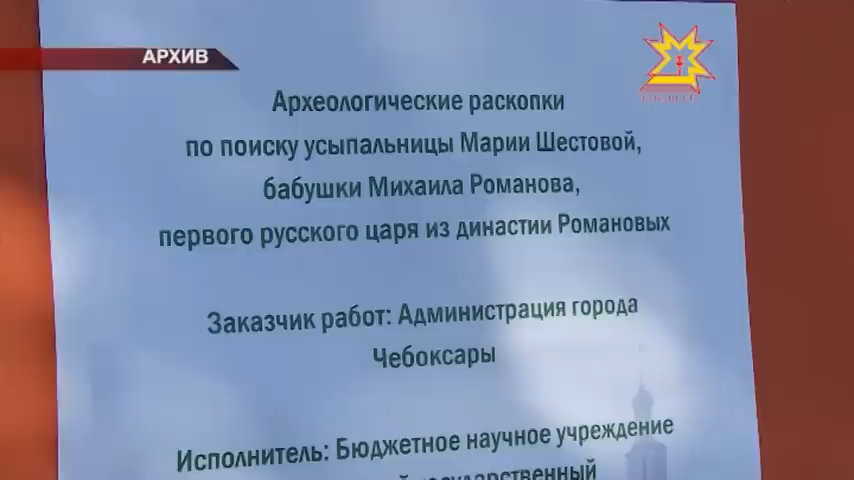 АРХИВ
Археологические раскопки
по поиску усыпальницы Марии Шестовой,
бабушки Михаила Романова,
первого русского царя из династии Романовых
Заказчик работ: Администрация города
Чебоксары
Исполнитель: Бюджетное научное учреждение
государственный